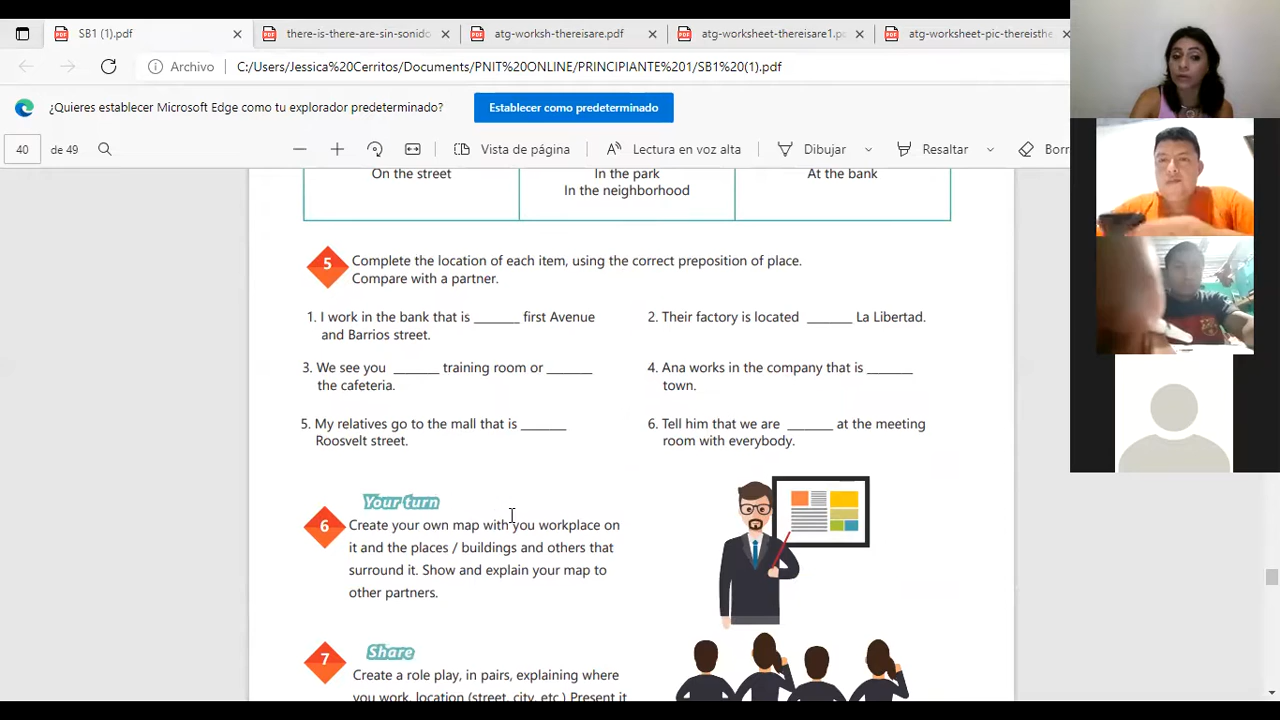 SB1 (1).pdf
there-is-there-are-sin-sonido
atg-worksh-thereisare.pdf
atg-worksheet-thereisare1.p
atg-worksheet-pic-thereisthe
Archivo
C:/Users/Jessica%20Cerritos/Documents/PNIT%20ONLINE/PRINCIPIANTE%201/SB1%20(1).pdf
¿Quieres establecer Microsoft Edge como tu explorador predeterminado?
Establecer como predeterminado
40 de 49
Vista de página
Lectura en voz alta
Dibujar
Resaltar
Borr
On the street
In the park
In the neighborhood
At the bank
5
Complete the location of each item, using the correct preposition of place.
Compare with a partner.
1. I work in the bank that is _______ first Avenue
and Barrios street.
2. Their factory is located _______ La Libertad.
3. We see you _______ training room or _______
the cafeteria.
4. Ana works in the company that is _______
town.
5. My relatives go to the mall that is _______
Roosvelt street.
6. Tell him that we are _______ at the meeting
room with everybody.
Your turn
6
Create your own map with you workplace on
it and the places / buildings and others that
surround it. Show and explain your map to
other partners.
Share
7
Create a role play, in pairs, explaining where
you work, location (street, city, etc.) Present it